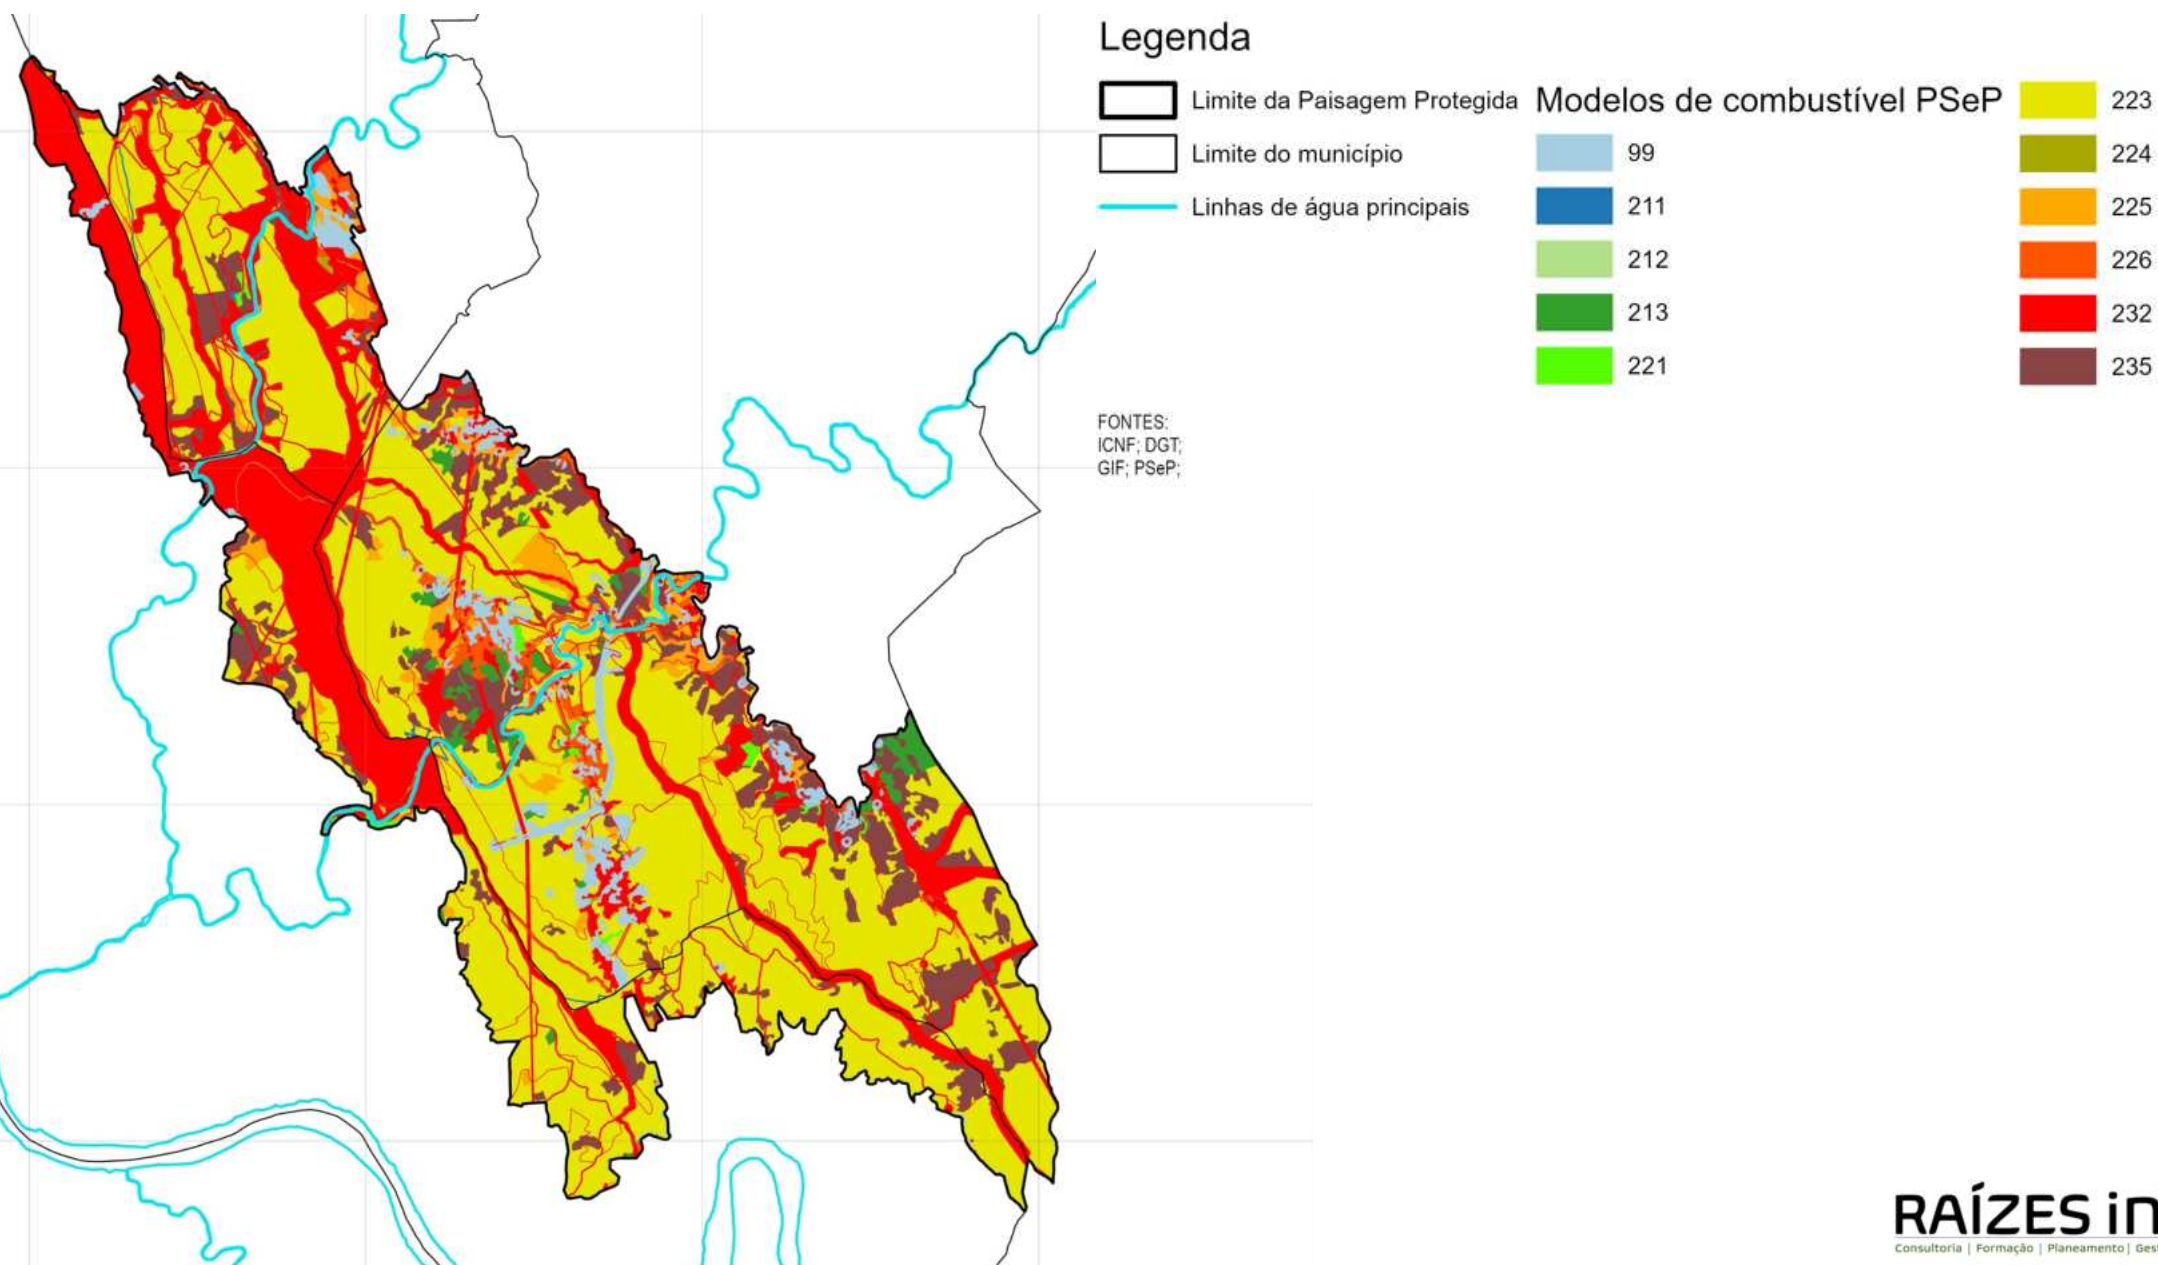 Legenda
Limite da Paisagem Protegida
Limite do município
Linhas de água principais
Modelos de combustível PSeP
99
211
212
213
221
223
224
225
226
232
235
FONTES:
ICNF; DGT;
GIF; PSeP;
RAÍZES in
Consultoria | Formação | Planeamento | Gest